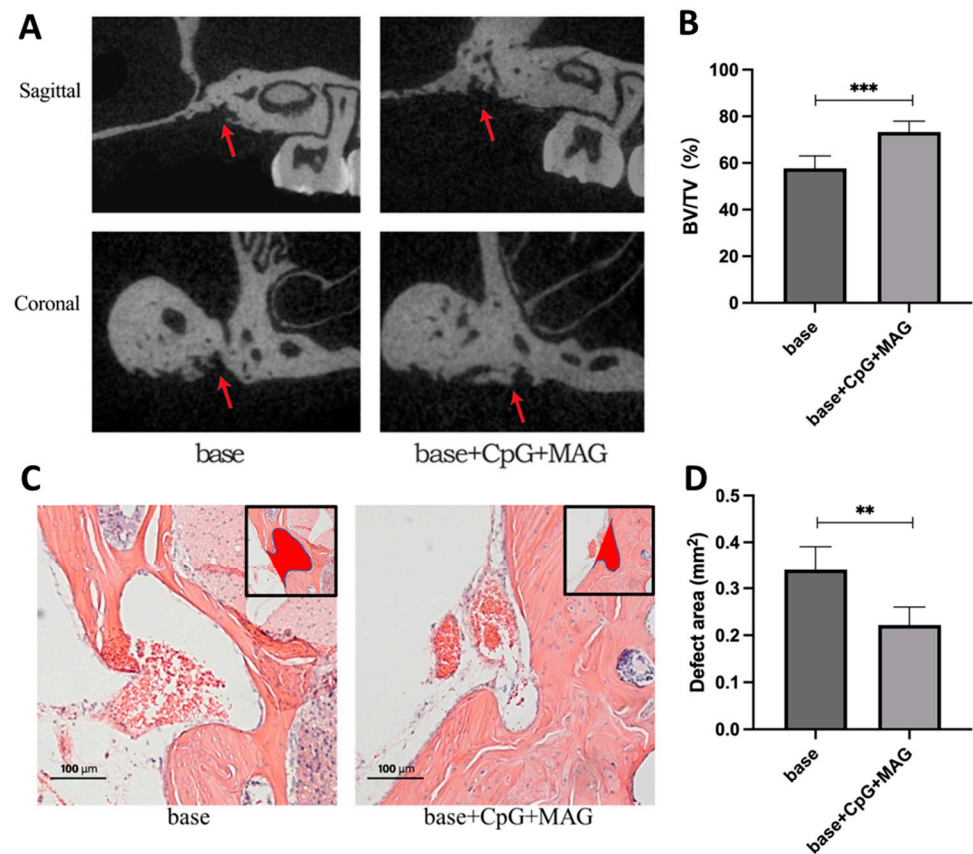 A
Sagittal
Coronal
base
base+CpG+MAG
B
BV/TV (%)
100
80
60
40
20
0
***
base
base+CpG+MAG
C
100 μm
base
100 μm
base+CpG+MAG
D
Defect area (mm²)
0.5
0.4
0.3
0.2
0.1
0.0
**
base
base+CpG+MAG